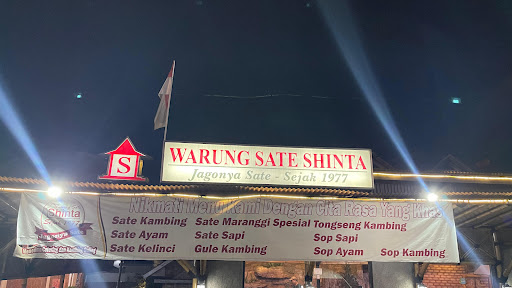 S
WARUNG SATE SHINTA
Jagonya Sate - Sejak 1977
Nikmati Menu Kami Dengan Cita Rasa Yang Khas
Shinta
Sate Kambing Sate Maranggi Spesial Tongseng Kambing
Sate Ayam Sate Sapi Sop Sapi
Sate Kelinci Gule Kambing Sop Ayam Sop Kambing